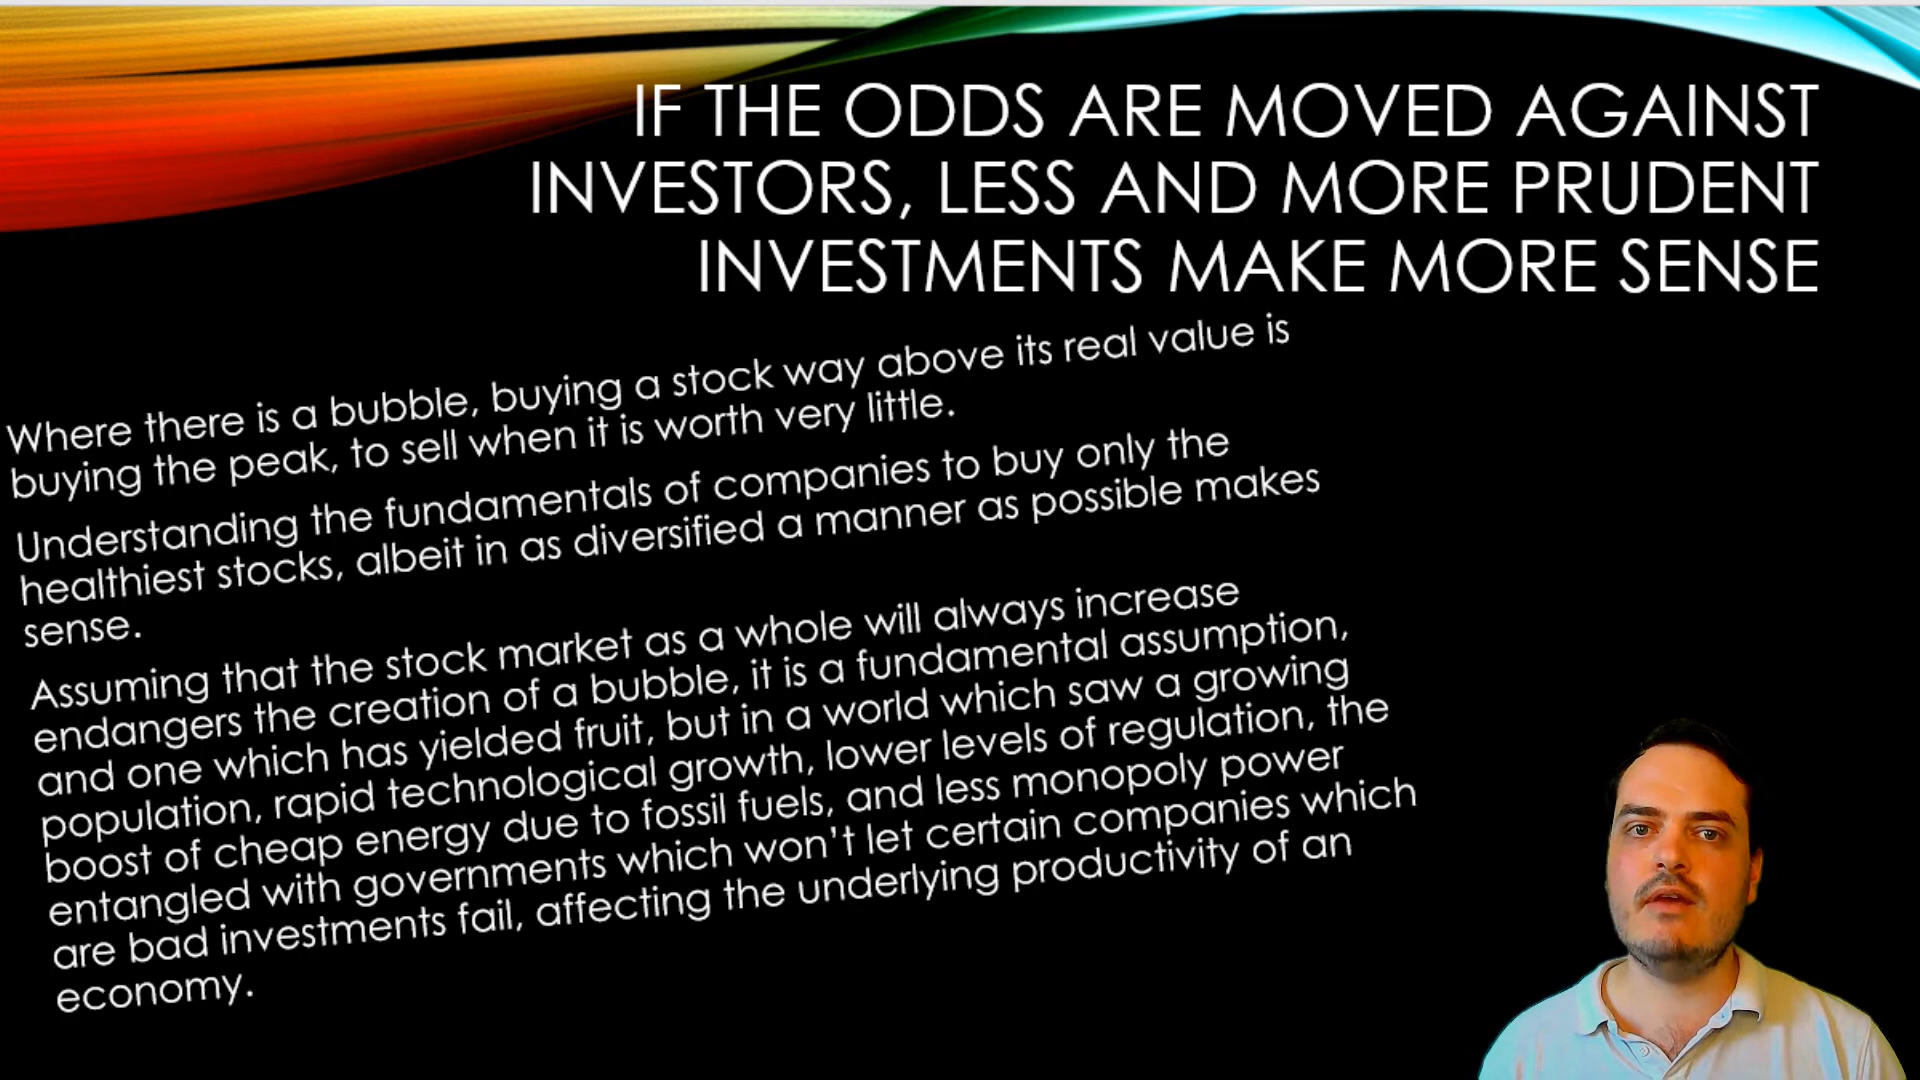 IF THE ODDS ARE MOVED AGAINST
INVESTORS, LESS AND MORE PRUDENT
INVESTMENTS MAKE MORE SENSE
Where there is a bubble, buying a stock way above its real value is
buying the peak, to sell when it is worth very little.
Understanding the fundamentals of companies to buy only the
healthiest stocks, albeit in as diversified a manner as possible makes
sense.
Assuming that the stock market as a whole will always increase
endangers the creation of a bubble, it is a fundamental assumption,
and one which has yielded fruit, but in a world which saw a growing
population, rapid technological growth, lower levels of regulation, the
boost of cheap energy due to fossil fuels, and less monopoly power
entangled with governments which won't let certain companies which
are bad investments fail, affecting the underlying productivity of an
economy.